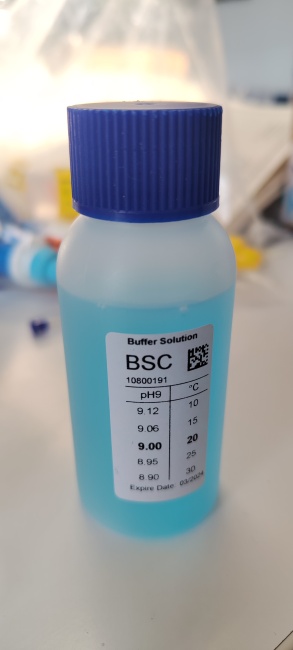 Buffer Solution
BSC
10800191
pH9 °C
9.12 10
9.06 15
9.00 20
8.95 25
8.90 30
Expire Date: 03/2024